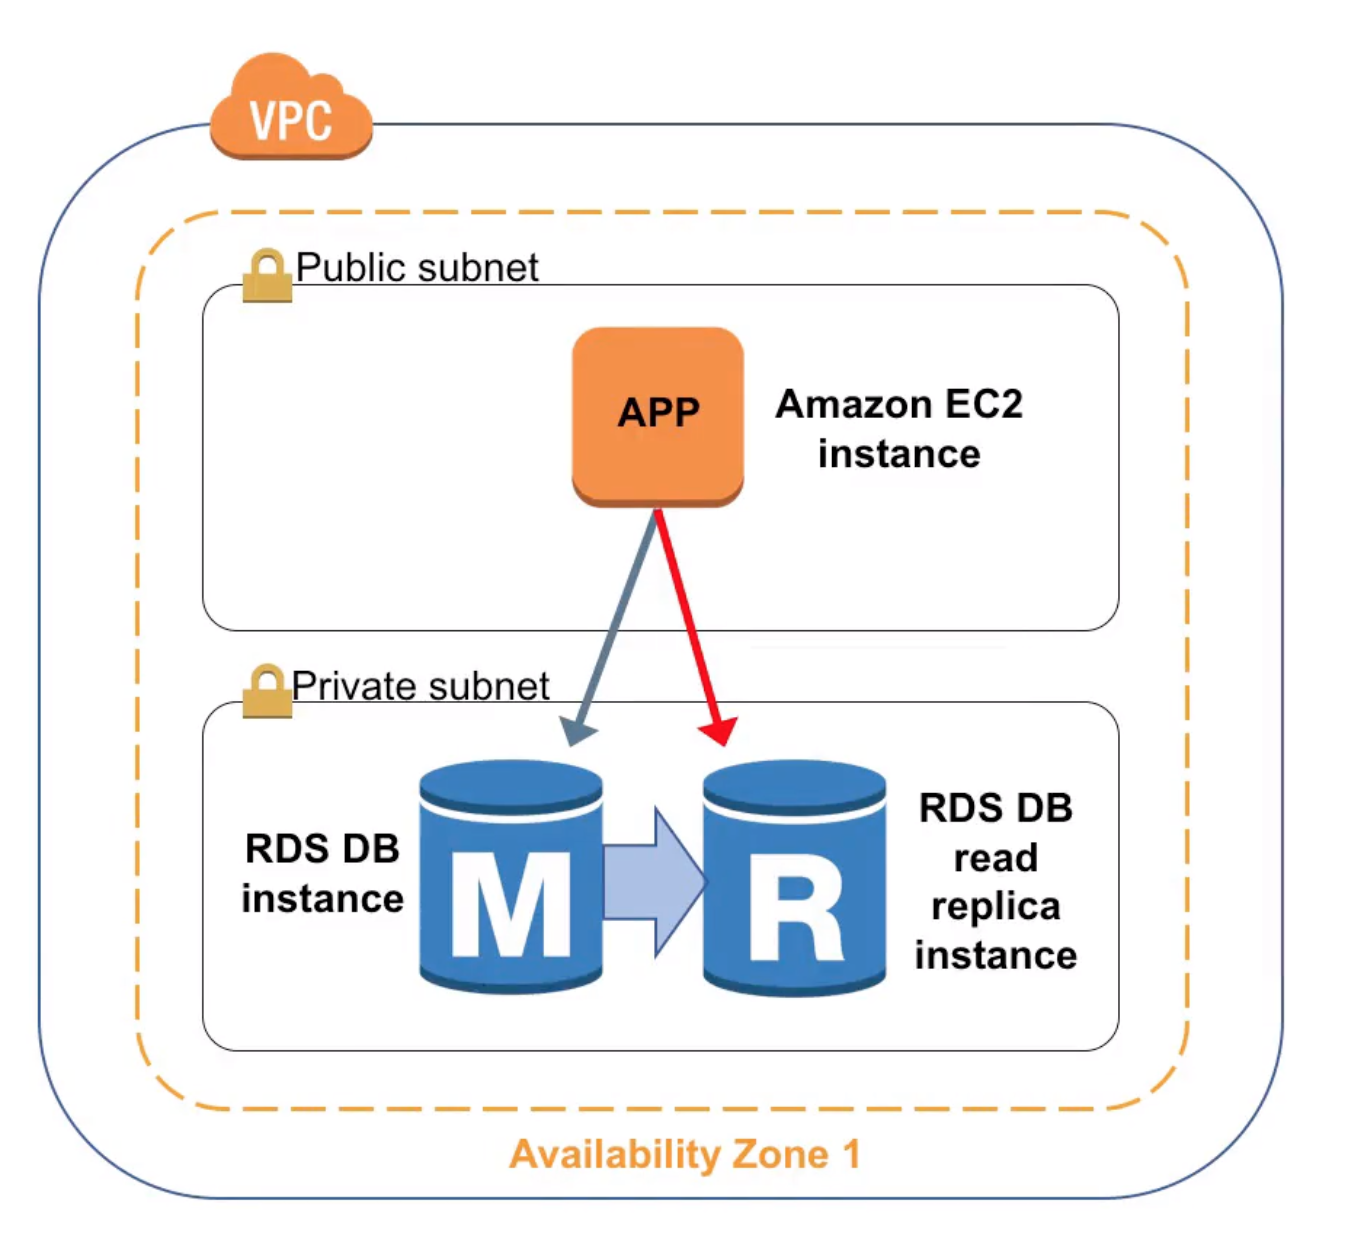 VPC
Public subnet
APP
Amazon EC2
instance
Private subnet
RDS DB
instance
M
R
RDS DB
read
replica
instance
Availability Zone 1